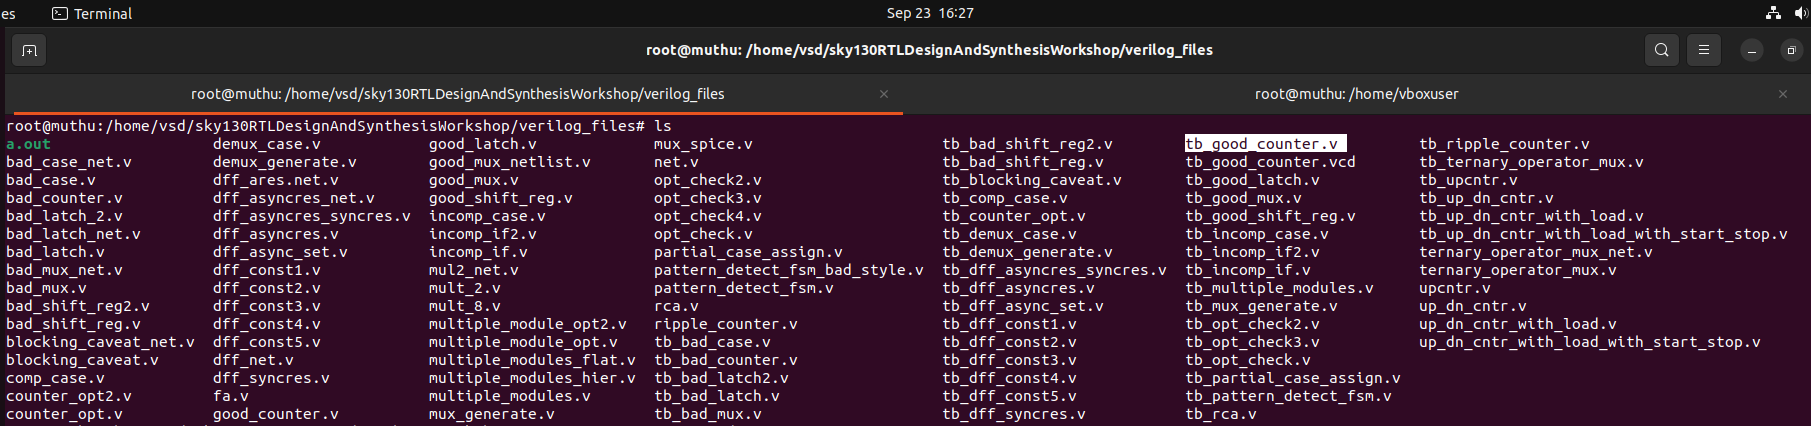 es Terminal Sep 23 16:27
root@muthu: /home/vsd/sky130RTLDesignAndSynthesisWorkshop/verilog_files
root@muthu: /home/vsd/sky130RTLDesignAndSynthesisWorkshop/verilog_files × root@muthu: /home/vboxuser ×
root@muthu:/home/vsd/sky130RTLDesignAndSynthesisWorkshop/verilog_files# ls
a.out demux_case.v good_latch.v mux_spice.v tb_bad_shift_reg2.v tb_good_counter.v tb_ripple_counter.v
bad_case_net.v demux_generate.v good_mux_netlist.v net.v tb_bad_shift_reg.v tb_good_counter.vcd tb_ternary_operator_mux.v
bad_case.v dff_ares.net.v good_mux.v opt_check2.v tb_blocking_caveat.v tb_good_latch.v tb_upcntr.v
bad_counter.v dff_asyncres_net.v good_shift_reg.v opt_check3.v tb_comp_case.v tb_good_mux.v tb_up_dn_cntr.v
bad_latch_2.v dff_asyncres_syncres.v incomp_case.v opt_check4.v tb_counter_opt.v tb_good_shift_reg.v tb_up_dn_cntr_with_load.v
bad_latch_net.v dff_asyncres.v incomp_if2.v opt_check.v tb_demux_case.v tb_incomp_case.v tb_up_dn_cntr_with_load_with_start_stop.v
bad_latch.v dff_async_set.v incomp_if.v partial_case_assign.v tb_demux_generate.v tb_incomp_if2.v ternary_operator_mux_net.v
bad_mux_net.v dff_const1.v mul2_net.v pattern_detect_fsm_bad_style.v tb_dff_asyncres_syncres.v tb_incomp_if.v ternary_operator_mux.v
bad_mux.v dff_const2.v mult_2.v pattern_detect_fsm.v tb_dff_asyncres.v tb_multiple_modules.v upcntr.v
bad_shift_reg2.v dff_const3.v mult_8.v rca.v tb_dff_async_set.v tb_mux_generate.v up_dn_cntr.v
bad_shift_reg.v dff_const4.v multiple_module_opt2.v ripple_counter.v tb_dff_const1.v tb_opt_check2.v up_dn_cntr_with_load.v
blocking_caveat_net.v dff_const5.v multiple_module_opt.v tb_bad_case.v tb_dff_const2.v tb_opt_check3.v up_dn_cntr_with_load_with_start_stop.v
blocking_caveat.v dff_net.v multiple_modules_flat.v tb_bad_counter.v tb_dff_const3.v tb_opt_check.v
comp_case.v dff_syncres.v multiple_modules_hier.v tb_bad_latch2.v tb_dff_const4.v tb_partial_case_assign.v
counter_opt2.v fa.v multiple_modules.v tb_bad_latch.v tb_dff_const5.v tb_pattern_detect_fsm.v
counter_opt.v good_counter.v mux_generate.v tb_bad_mux.v tb_dff_syncres.v tb_rca.v